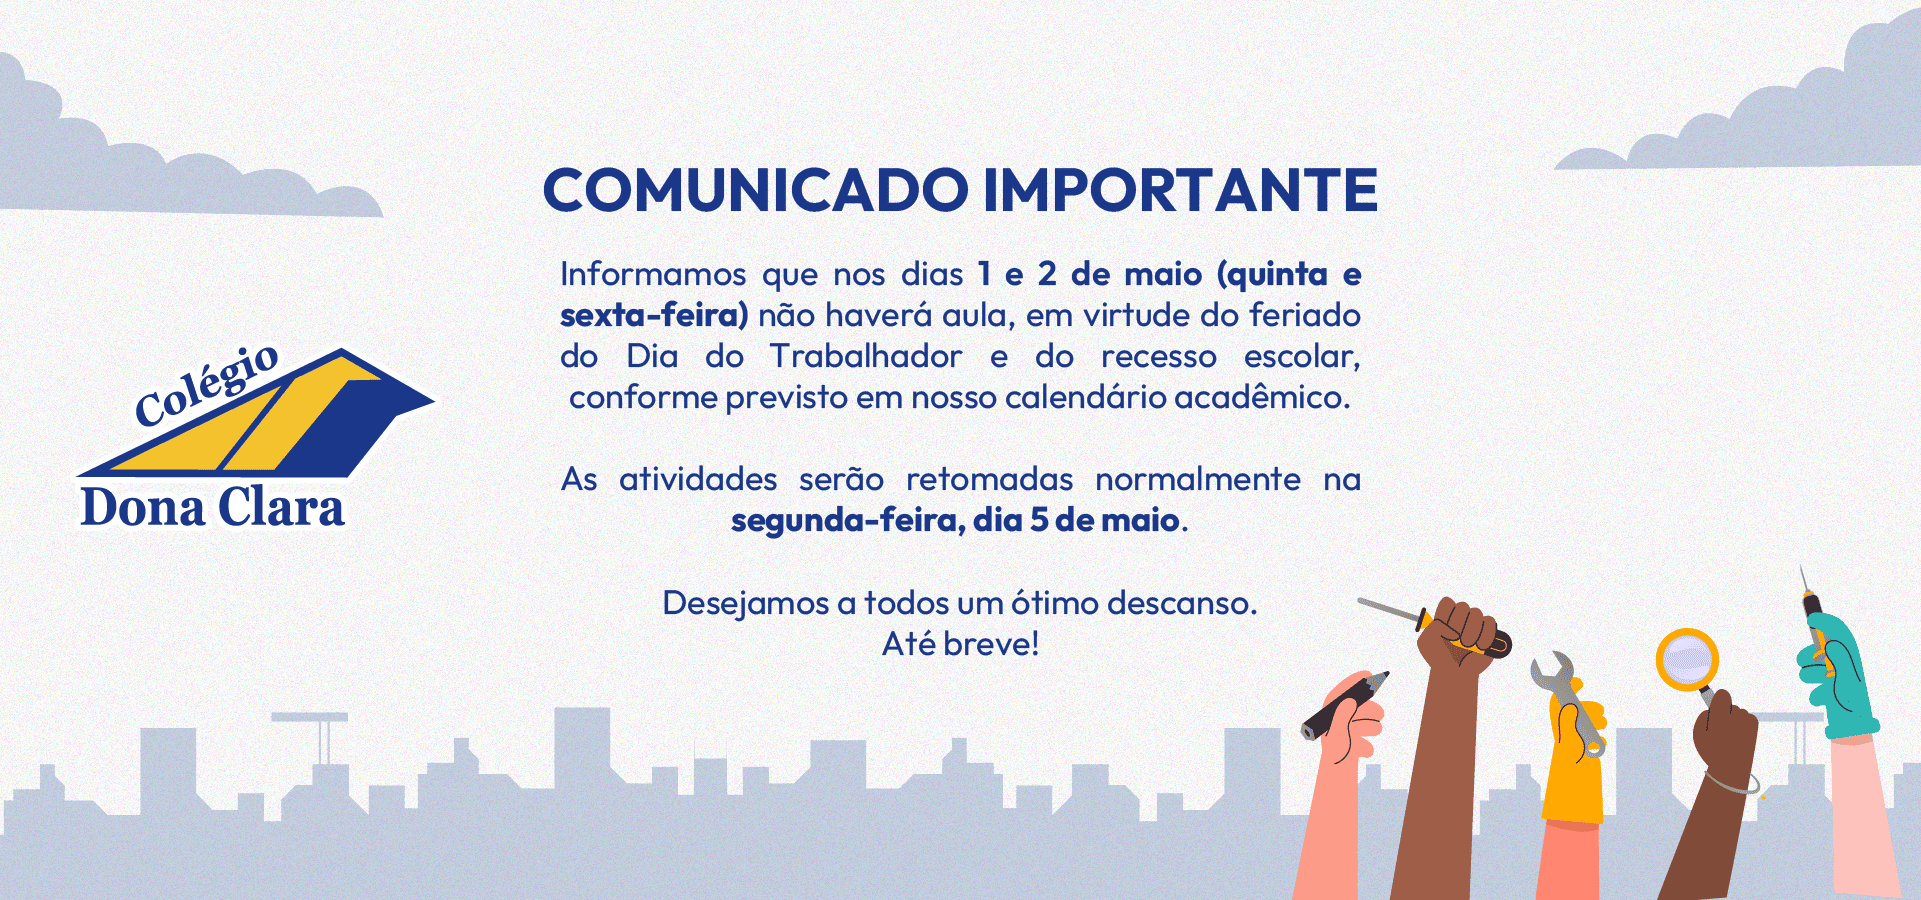 COMUNICADO IMPORTANTE
Informamos que nos dias 1 e 2 de maio (quinta e
sexta-feira) não haverá aula, em virtude do feriado
do Dia do Trabalhador e do recesso escolar,
conforme previsto em nosso calendário acadêmico.
Colégio
Dona Clara
As atividades serão retomadas normalmente na
segunda-feira, dia 5 de maio.
Desejamos a todos um ótimo descanso.
Até breve!